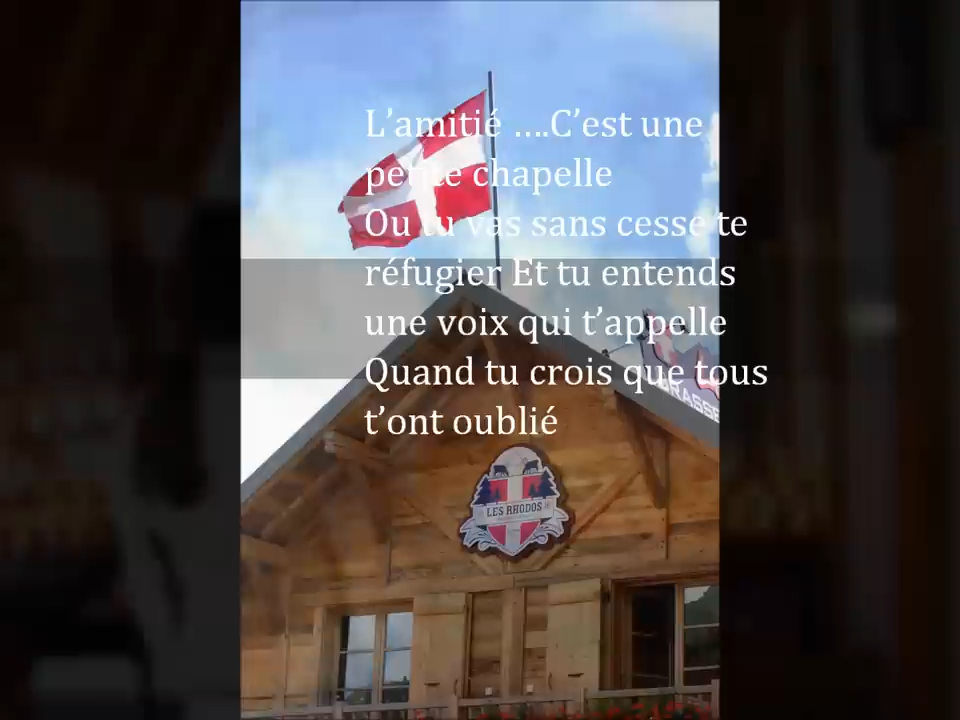 L’amitié ….C’est une
petite chapelle
Ou tu vas sans cesse te
réfugier Et tu entends
une voix qui t’appelle
Quand tu crois que tous
t’ont oublié
LES RHODOS